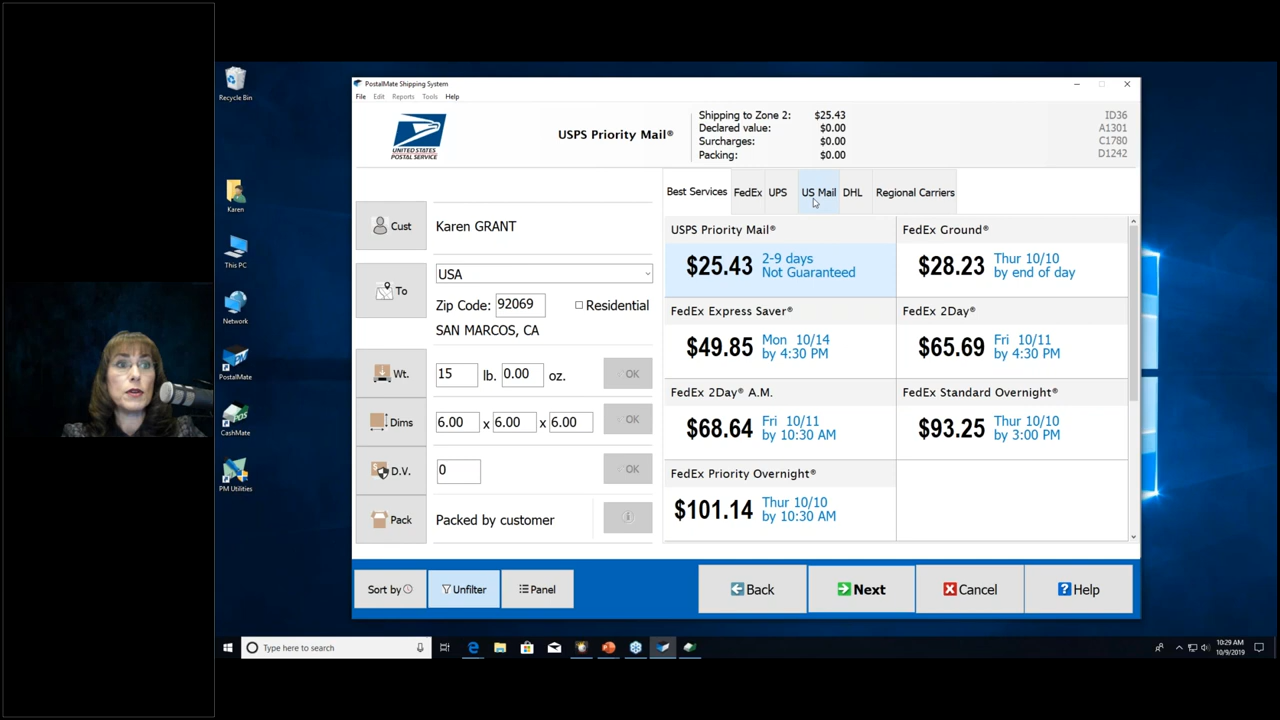 Recycle Bin
Karen
This PC
Network
PostalMate
CashMate
PM Utilities
PostalMate Shipping System
File Edit Reports Tools Help
UNITED STATES
POSTAL SERVICE
USPS Priority Mail®
Shipping to Zone 2: $25.43
Declared value: $0.00
Surcharges: $0.00
Packing: $0.00
ID36
A1301
C1780
D1242
Cust
Karen GRANT
To
USA
Zip Code: 92069 Residential
SAN MARCOS, CA
Wt. 15 lb. 0.00 oz. OK
Dims 6.00 x 6.00 x 6.00 OK
D.V. 0 OK
Pack Packed by customer
Best Services FedEx UPS US Mail DHL Regional Carriers
USPS Priority Mail®
$25.43 2-9 days
Not Guaranteed
FedEx Ground®
$28.23 Thur 10/10
by end of day
FedEx Express Saver®
$49.85 Mon 10/14
by 4:30 PM
FedEx 2Day®
$65.69 Fri 10/11
by 4:30 PM
FedEx 2Day® A.M.
$68.64 Fri 10/11
by 10:30 AM
FedEx Standard Overnight®
$93.25 Thur 10/10
by 3:00 PM
FedEx Priority Overnight®
$101.14 Thur 10/10
by 10:30 AM
Sort by Unfilter Panel Back Next Cancel Help
Type here to search
10:29 AM
10/9/2019